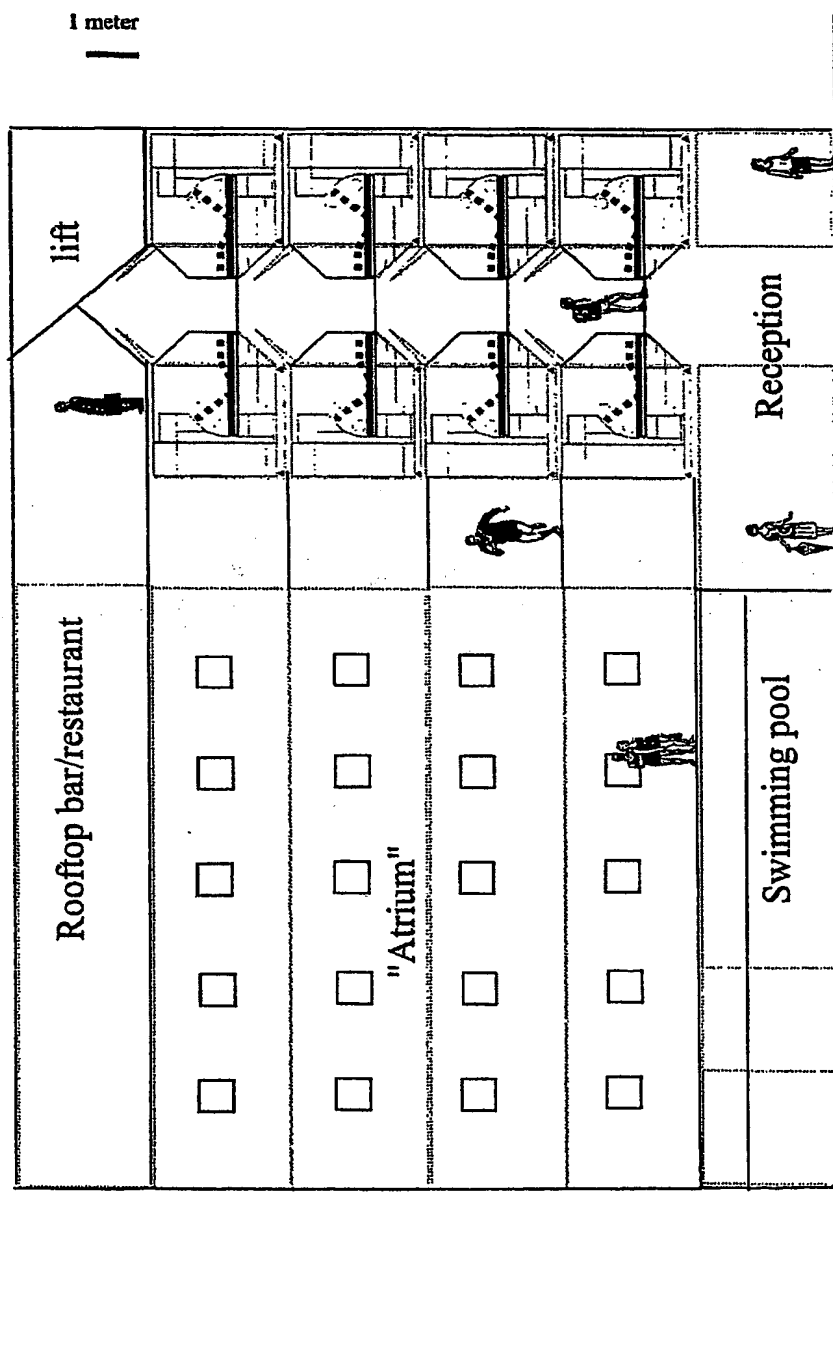 1 meter
lift
Reception
Rooftop bar/restaurant
"Atrium"
Swimming pool